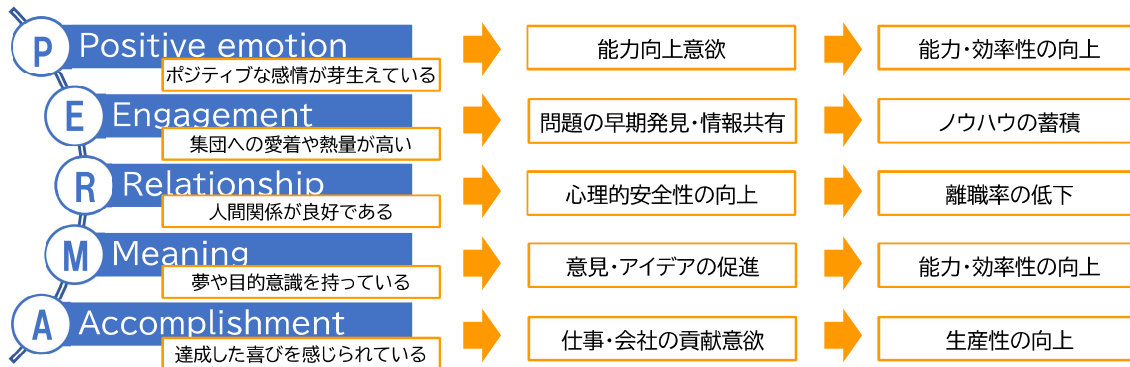 P Positive emotion
ポジティブな感情が芽生えている
能力向上意欲
能力・効率性の向上
E Engagement
集団への愛着や熱量が高い
問題の早期発見・情報共有
ノウハウの蓄積
R Relationship
人間関係が良好である
心理的安全性の向上
離職率の低下
M Meaning
夢や目的意識を持っている
意見・アイデアの促進
能力・効率性の向上
A Accomplishment
達成した喜びを感じられている
仕事・会社の貢献意欲
生産性の向上